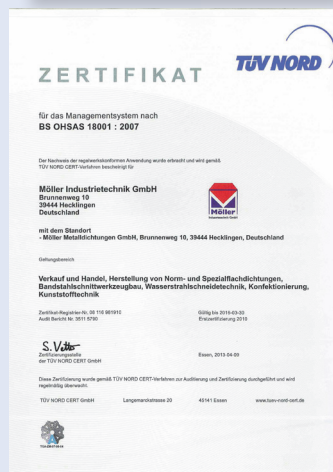 TÜV NORD
ZERTIFIKAT
für das Managementsystem nach
BS OHSAS 18001 : 2007
Der Nachweis der regelwerkskonformen Anwendung wurde erbracht und wird gemäß
TÜV NORD CERT-Verfahren bescheinigt für
Möller Industrietechnik GmbH
Brunnenweg 10
39444 Hecklingen
Deutschland
Möller
mit dem Standort
- Möller Metalldichtungen GmbH, Brunnenweg 10, 39444 Hecklingen, Deutschland
Geltungsbereich
Verkauf und Handel, Herstellung von Norm- und Spezialflachdichtungen,
Bandstahlschnittwerkzeugbau, Wasserstrahlschneidetechnik, Konfektionierung,
Kunststofftechnik
Zertifikat-Registrier-Nr. 08 116 981910
Audit Bericht Nr. 3511 5790
Gültig bis 2016-03-30
Erstzertifizierung 2010
Zertifizierungsstelle
der TÜV NORD CERT GmbH
Essen, 2013-04-09
Diese Zertifizierung wurde gemäß TÜV NORD CERT-Verfahren zur Auditierung und Zertifizierung durchgeführt und wird
regelmäßig überwacht.
TÜV NORD CERT GmbH Langemarckstrasse 20 45141 Essen www.tuev-nord-cert.de